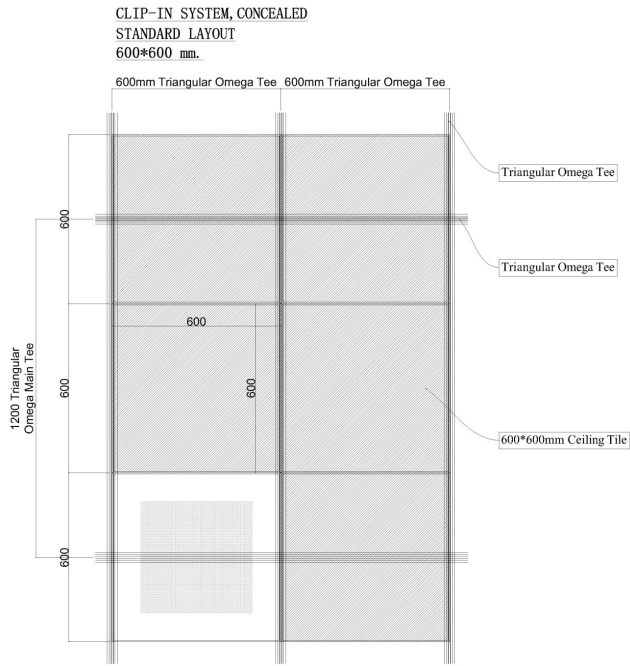 CLIP-IN SYSTEM, CONCEALED
STANDARD LAYOUT
600*600 mm.
600mm Triangular Omega Tee 600mm Triangular Omega Tee
Triangular Omega Tee
600
Triangular Omega Tee
600
1200 Triangular
Omega Main Tee
600
600
600*600mm Ceiling Tile
600